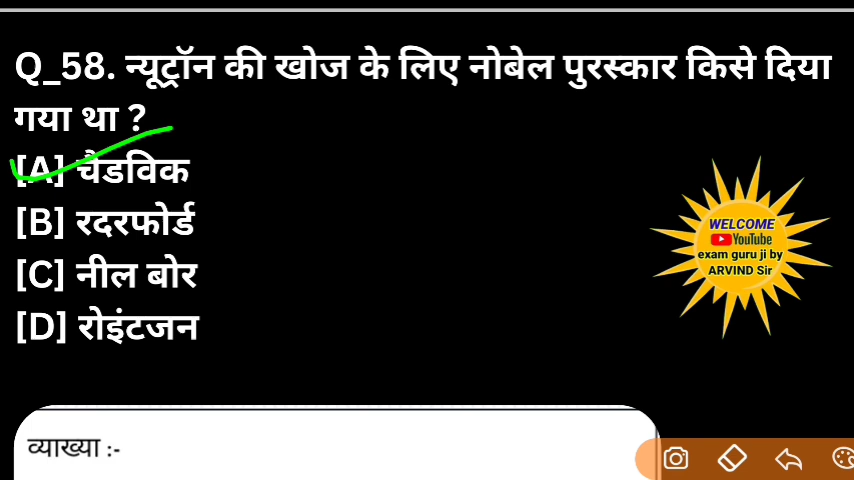 Q_58. न्यूट्रॉन की खोज के लिए नोबेल पुरस्कार किसे दिया
गया था ?
[A] चैडविक
[B] रदरफोर्ड
[C] नील बोर
[D] रोइंटजन
WELCOME
YouTube
exam guru ji by
ARVIND Sir
व्याख्या :-